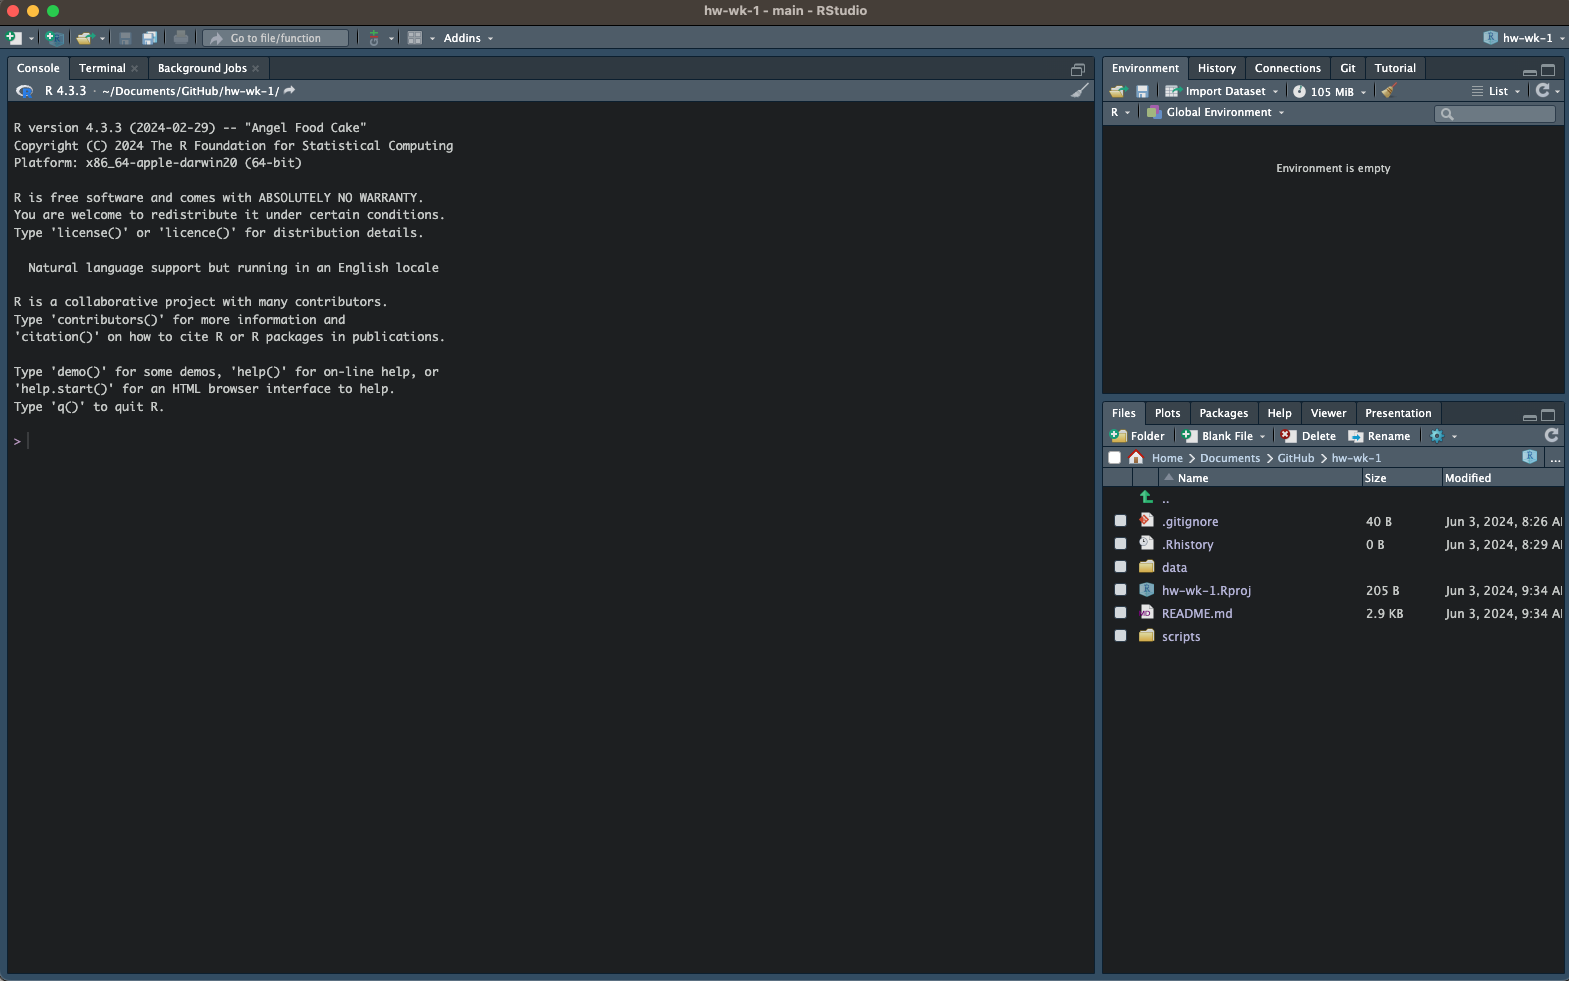 hw-wk-1 - main - RStudio
Go to file/function
Addins
hw-wk-1
Console Terminal Background Jobs
R 4.3.3 · ~/Documents/GitHub/hw-wk-1/
R version 4.3.3 (2024-02-29) -- "Angel Food Cake"
Copyright (C) 2024 The R Foundation for Statistical Computing
Platform: x86_64-apple-darwin20 (64-bit)
R is free software and comes with ABSOLUTELY NO WARRANTY.
You are welcome to redistribute it under certain conditions.
Type 'license()' or 'licence()' for distribution details.
Natural language support but running in an English locale
R is a collaborative project with many contributors.
Type 'contributors()' for more information and
'citation()' on how to cite R or R packages in publications.
Type 'demo()' for some demos, 'help()' for on-line help, or
'help.start()' for an HTML browser interface to help.
Type 'q()' to quit R.
>
Environment History Connections Git Tutorial
Import Dataset 105 MiB List
R Global Environment
Environment is empty
Files Plots Packages Help Viewer Presentation
Folder Blank File Delete Rename
Home Documents GitHub hw-wk-1 ...
Name Size Modified
..
.gitignore 40 B Jun 3, 2024, 8:26 A
.Rhistory 0 B Jun 3, 2024, 8:29 A
data
hw-wk-1.Rproj 205 B Jun 3, 2024, 9:34 A
README.md 2.9 KB Jun 3, 2024, 9:34 A
scripts